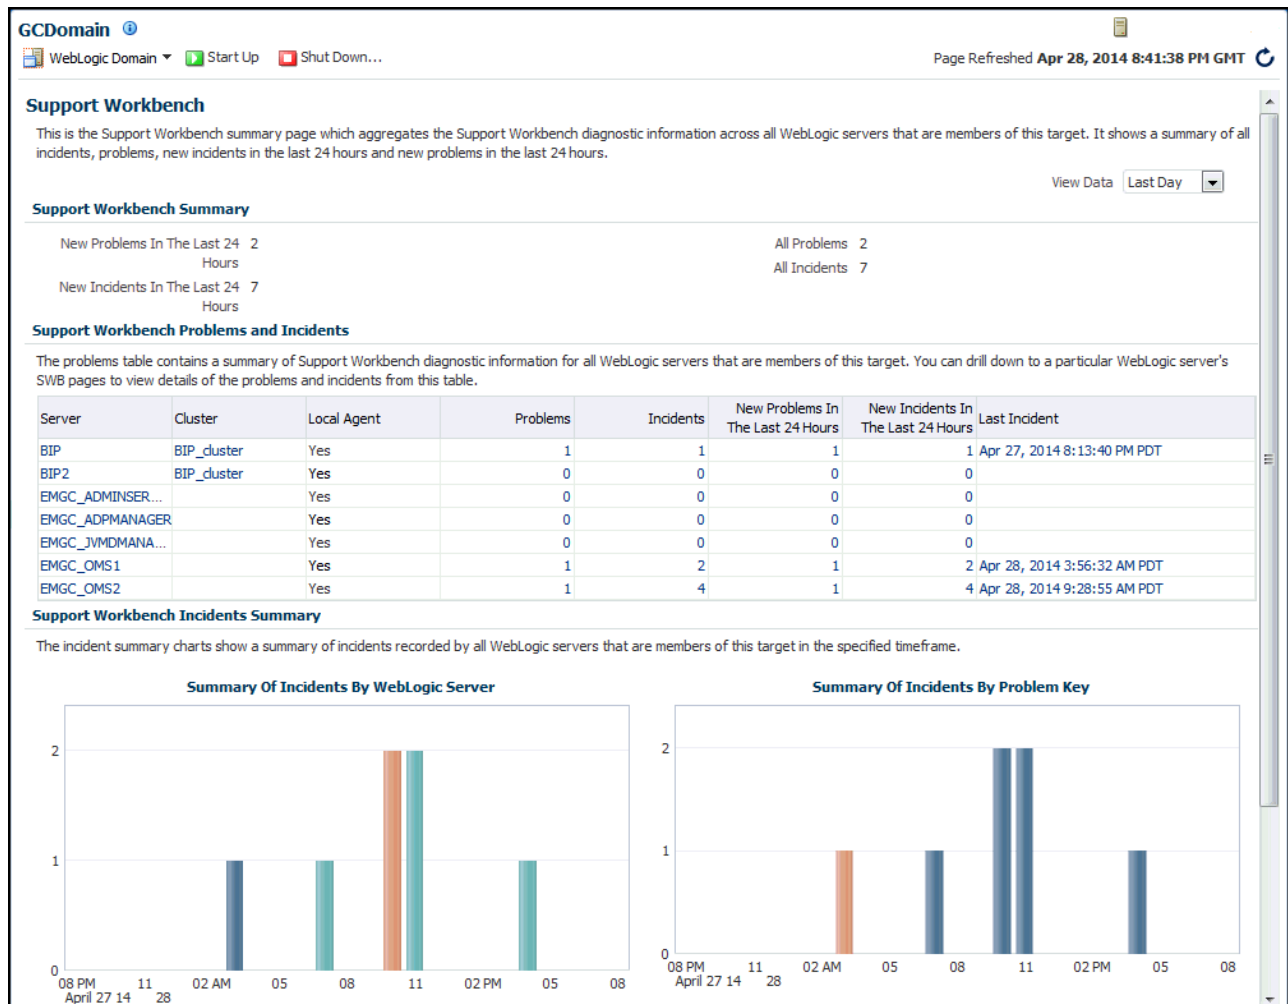 GCDomain
WebLogic Domain Start Up Shut Down...
Page Refreshed Apr 28, 2014 8:41:38 PM GMT
Support Workbench
This is the Support Workbench summary page which aggregates the Support Workbench diagnostic information across all WebLogic servers that are members of this target. It shows a summary of all
incidents, problems, new incidents in the last 24 hours and new problems in the last 24 hours.
View Data Last Day
Support Workbench Summary
New Problems In The Last 24 2
Hours
New Incidents In The Last 24 7
Hours
All Problems 2
All Incidents 7
Support Workbench Problems and Incidents
The problems table contains a summary of Support Workbench diagnostic information for all WebLogic servers that are members of this target. You can drill down to a particular WebLogic server's
SWB pages to view details of the problems and incidents from this table.
Server Cluster Local Agent Problems Incidents New Problems In The Last 24 Hours New Incidents In The Last 24 Hours Last Incident
BIP BIP_cluster Yes 1 1 1 1 Apr 27, 2014 8:13:40 PM PDT
BIP2 BIP_cluster Yes 0 0 0 0
EMGC_ADMINSER... Yes 0 0 0 0
EMGC_ADPMANAGER Yes 0 0 0 0
EMGC_JVMDMANA... Yes 0 0 0 0
EMGC_OMS1 Yes 1 2 1 2 Apr 28, 2014 3:56:32 AM PDT
EMGC_OMS2 Yes 1 4 1 4 Apr 28, 2014 9:28:55 AM PDT
Support Workbench Incidents Summary
The incident summary charts show a summary of incidents recorded by all WebLogic servers that are members of this target in the specified timeframe.
Summary Of Incidents By WebLogic Server
2
1
0
08 PM 11 02 AM 05 08 11 02 PM 05 08
April 27 14 28
Summary Of Incidents By Problem Key
2
1
0
08 PM 11 02 AM 05 08 11 02 PM 05 08
April 27 14 28